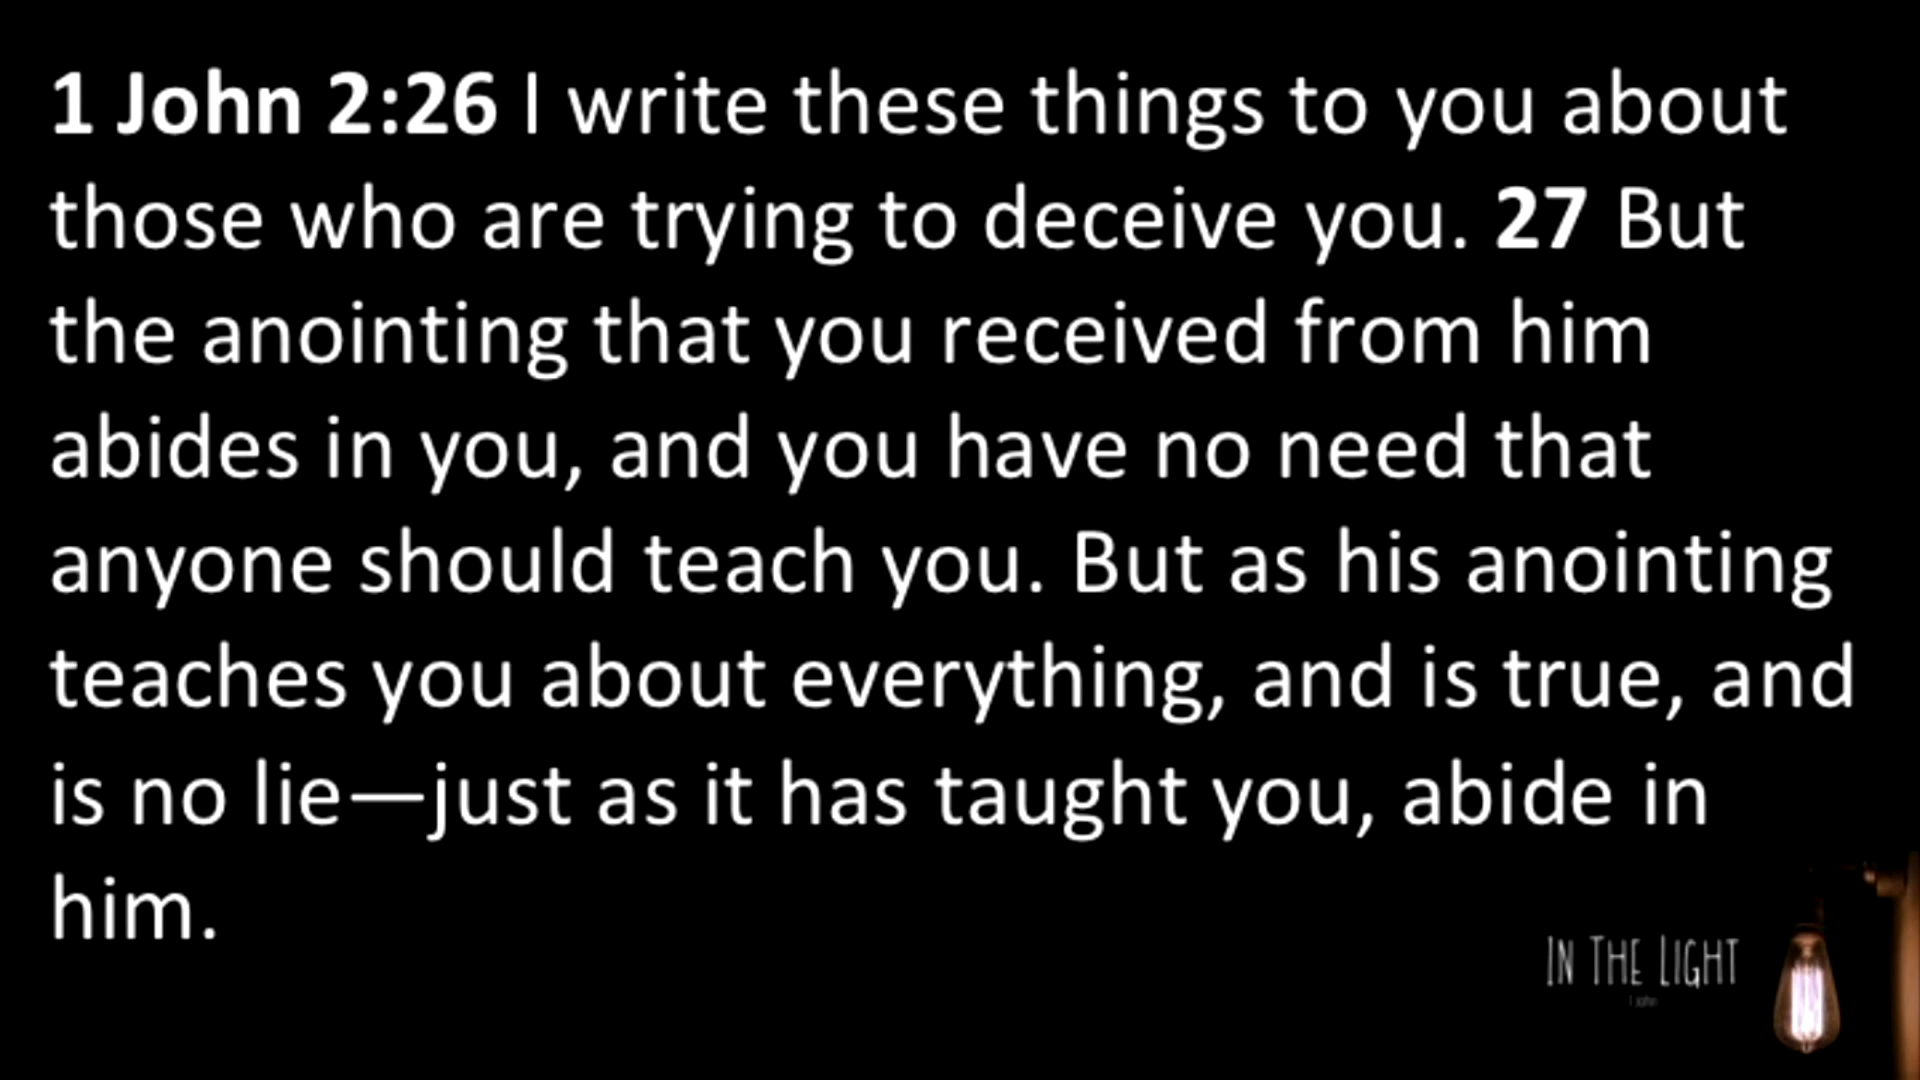 1 John 2:26 I write these things to you about
those who are trying to deceive you. 27 But
the anointing that you received from him
abides in you, and you have no need that
anyone should teach you. But as his anointing
teaches you about everything, and is true, and
is no lie—just as it has taught you, abide in
him.
IN THE LIGHT
1 john